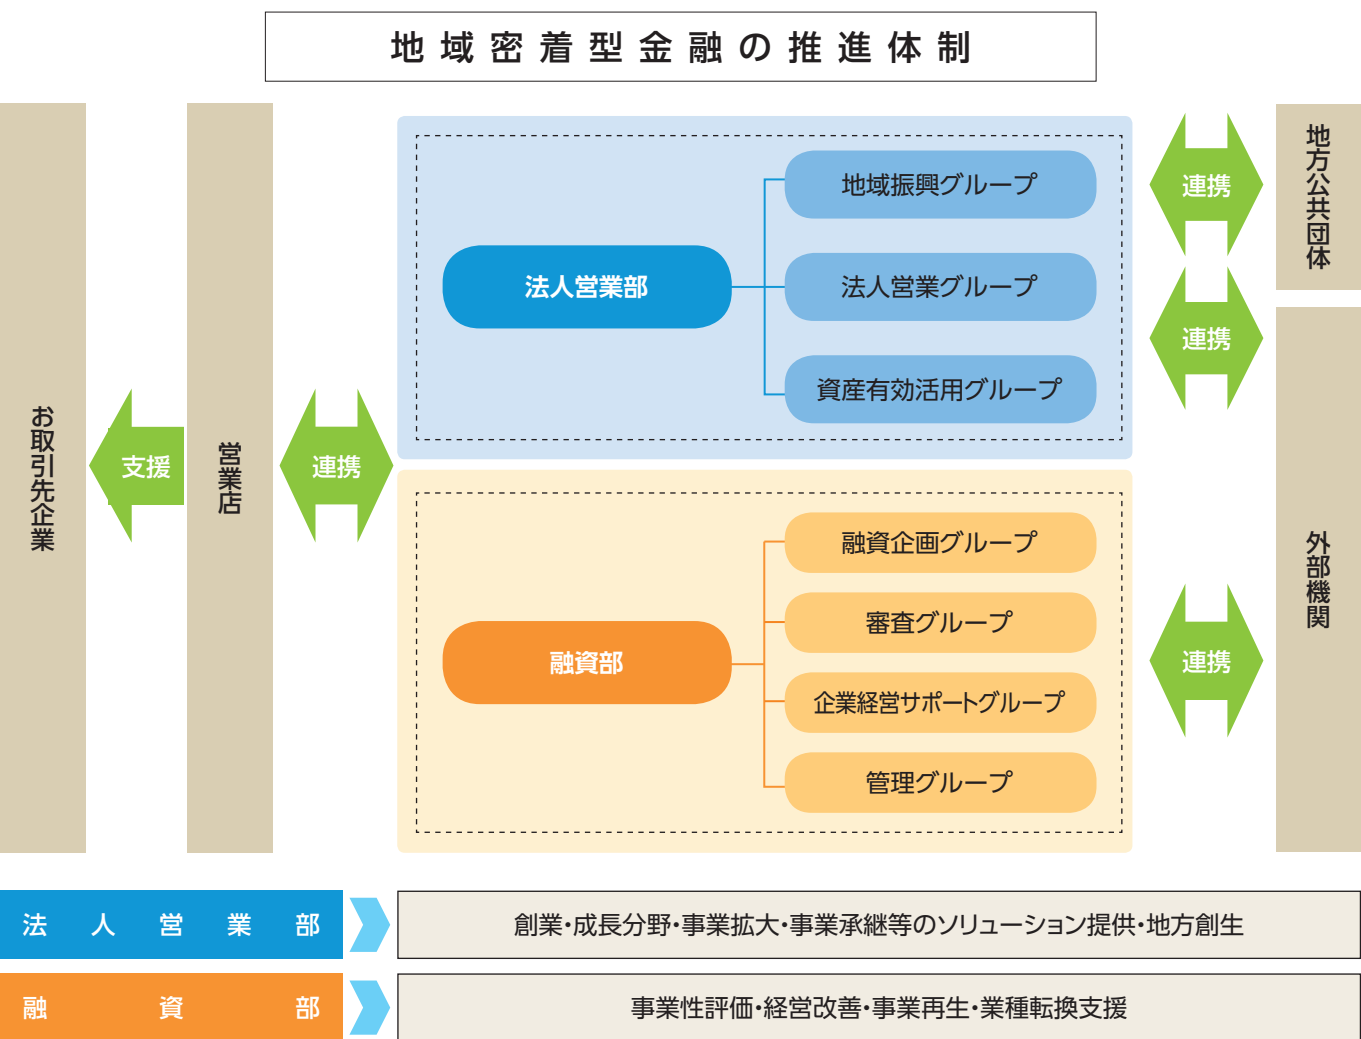 地域密着型金融の推進体制
お取引先企業
支援
営業店
連携
法人営業部
地域振興グループ
法人営業グループ
資産有効活用グループ
融資部
融資企画グループ
審査グループ
企業経営サポートグループ
管理グループ
連携
連携
連携
地方公共団体
外部機関
法人営業部
創業・成長分野・事業拡大・事業承継等のソリューション提供・地方創生
融資部
事業性評価・経営改善・事業再生・業種転換支援